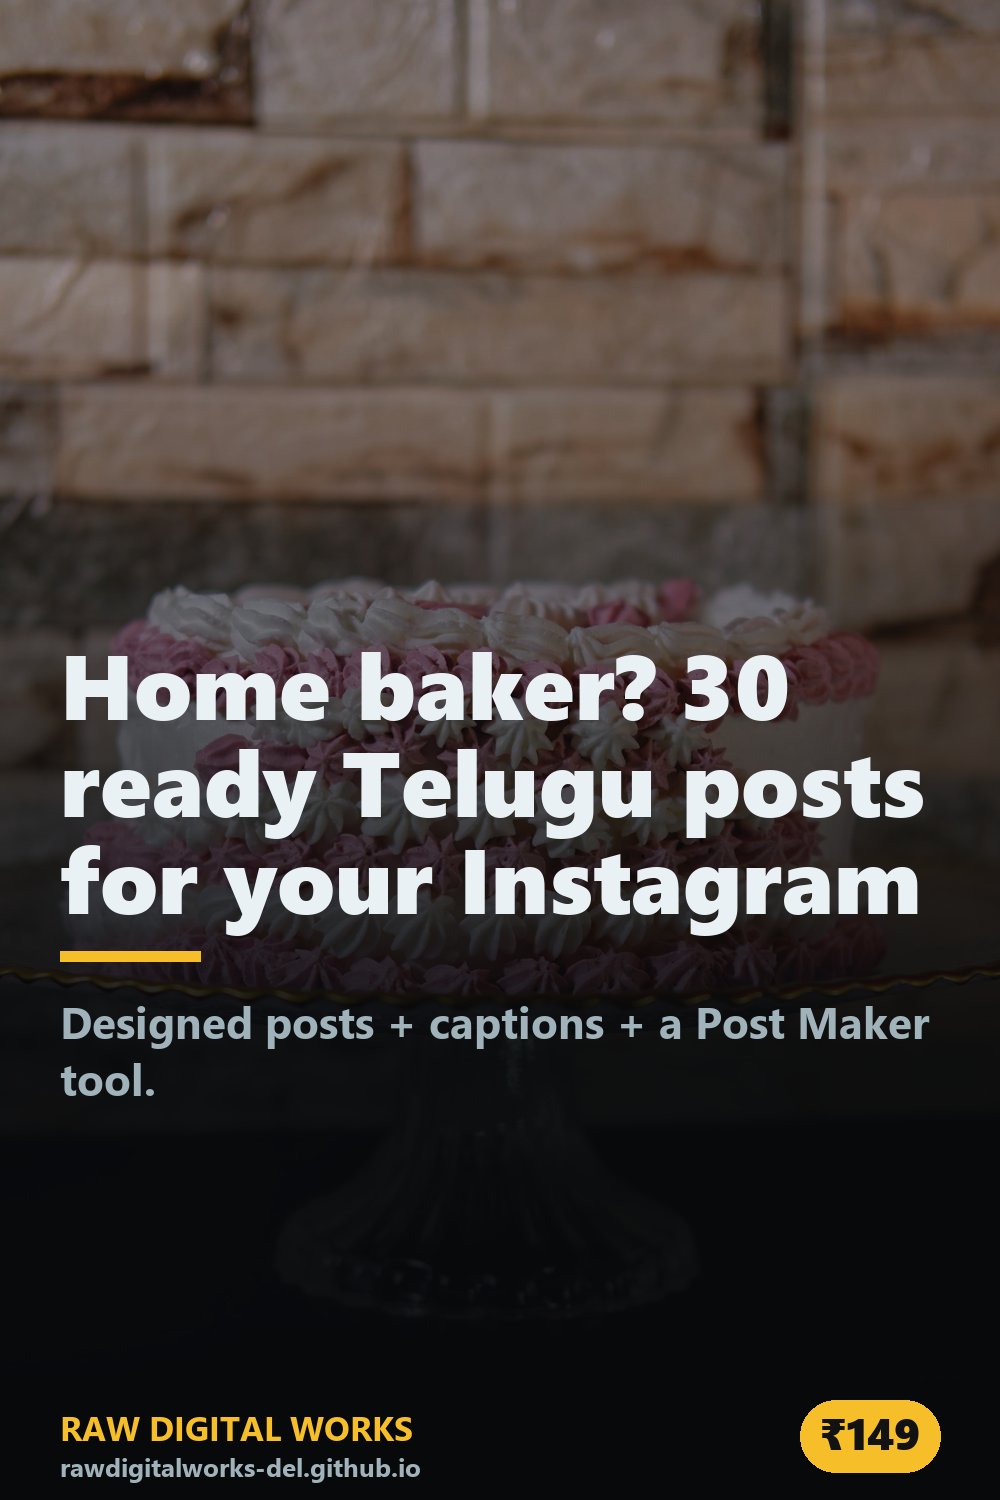 Home baker? 30
ready Telugu posts
for your Instagram
Designed posts + captions + a Post Maker
tool.
RAW DIGITAL WORKS
rawdigitalworks-del.github.io
₹149